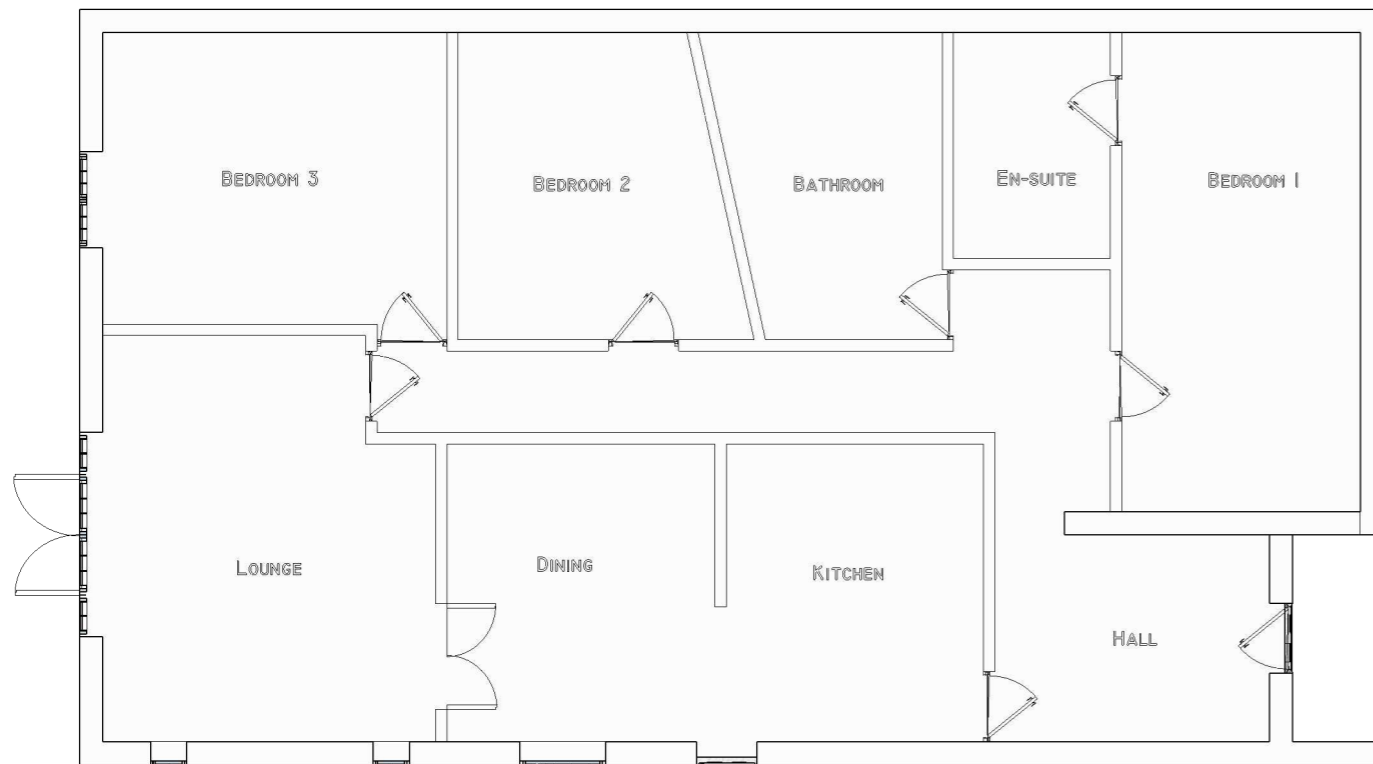 BEDROOM 3
BEDROOM 2
BATHROOM
EN-SUITE
BEDROOM 1
LOUNGE
DINING
KITCHEN
HALL